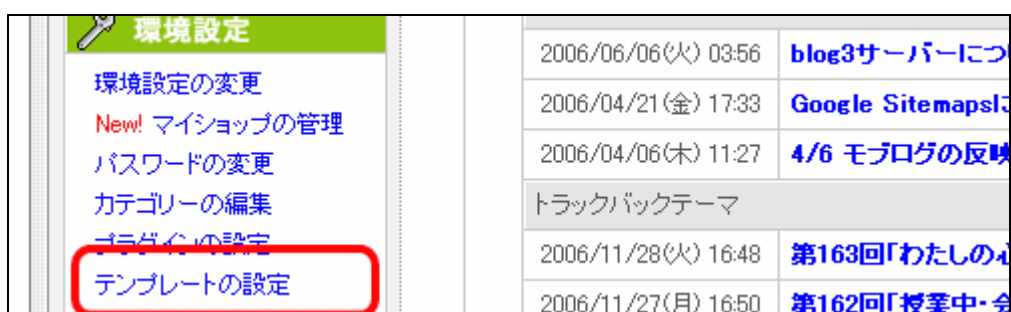 環境設定
環境設定の変更
New! マイショップの管理
パスワードの変更
カテゴリーの編集
プラグインの設定
テンプレートの設定
2006/06/06(火) 03:56 blog3サーバーにつ
2006/04/21(金) 17:33 Google Sitemapsに
2006/04/06(木) 11:27 4/6 モブログの反映
トラックバックテーマ
2006/11/28(火) 16:48 第163回「わたしの心
2006/11/27(月) 16:50 第162回「授業中・会